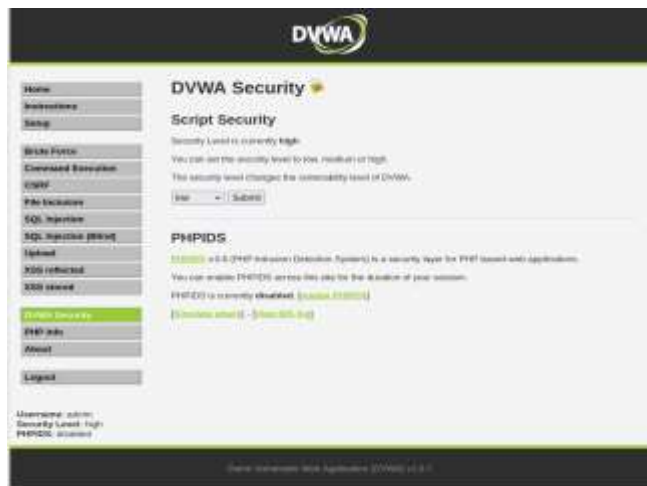 DVWA
Home
Instructions
Setup
Brute Force
Command Execution
CSRF
File Inclusion
SQL Injection
SQL Injection (Blind)
Upload
XSS reflected
XSS stored
DVWA Security
PHP Info
About
Logout
Username: admin
Security Level: high
PHPIDS: disabled
DVWA Security
Script Security
Security Level is currently high.
You can set the security level to low, medium or high.
The security level changes the vulnerability level of DVWA.
low Submit
PHPIDS
PHPIDS (PHP-Intrusion Detection System) is a security layer for PHP based web applications.
You can enable PHPIDS across this site for the duration of your session.
PHPIDS is currently disabled. [enable PHPIDS]
[Simulate attack] - [View IDS log]
Damn Vulnerable Web Application (DVWA)